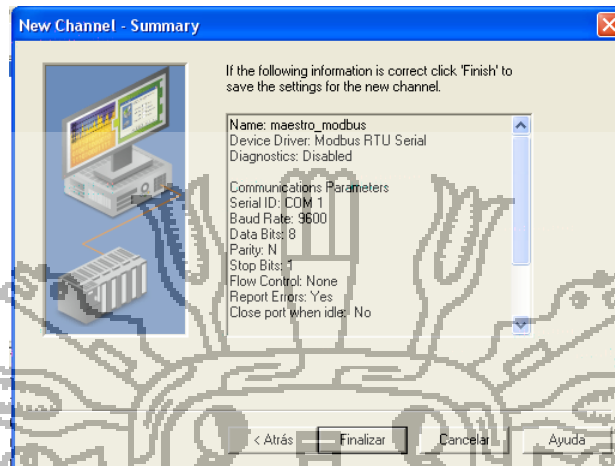 New Channel - Summary
If the following information is correct click 'Finish' to
save the settings for the new channel.
Name: maestro_modbus
Device Driver: Modbus RTU Serial
Diagnostics: Disabled
Communications Parameters
Serial ID: COM 1
Baud Rate: 9600
Data Bits: 8
Parity: N
Stop Bits: 1
Flow Control: None
Report Errors: Yes
Close port when idle: No
< Atrás Finalizar Cancelar Ayuda